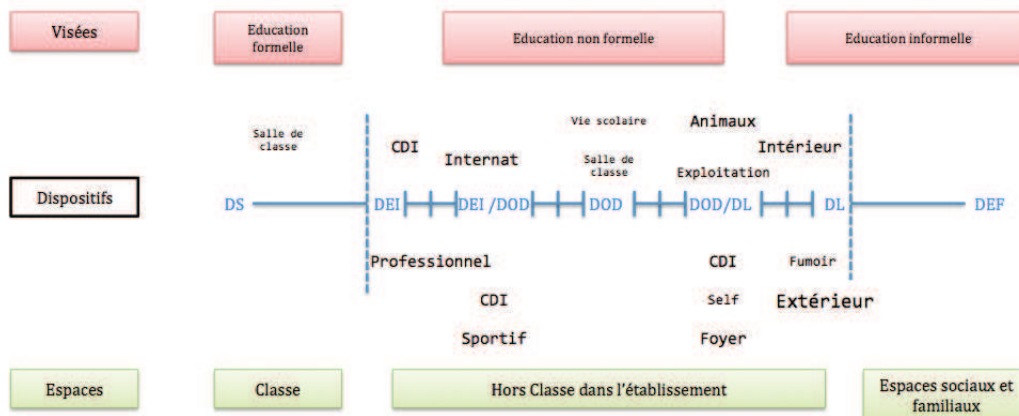 Visées
Education
formelle
Education non formelle
Education informelle
Salle de
classe
CDI
Internat
Vie scolaire
Salle de
classe
Animaux
Exploitation
Intérieur
Dispositifs
DS
DEI
DEI /DOD
DOD
DOD/DL
DL
DEF
Professionnel
CDI
Fumoir
CDI
Self
Extérieur
Sportif
Foyer
Espaces
Classe
Hors Classe dans l'établissement
Espaces sociaux et
familiaux